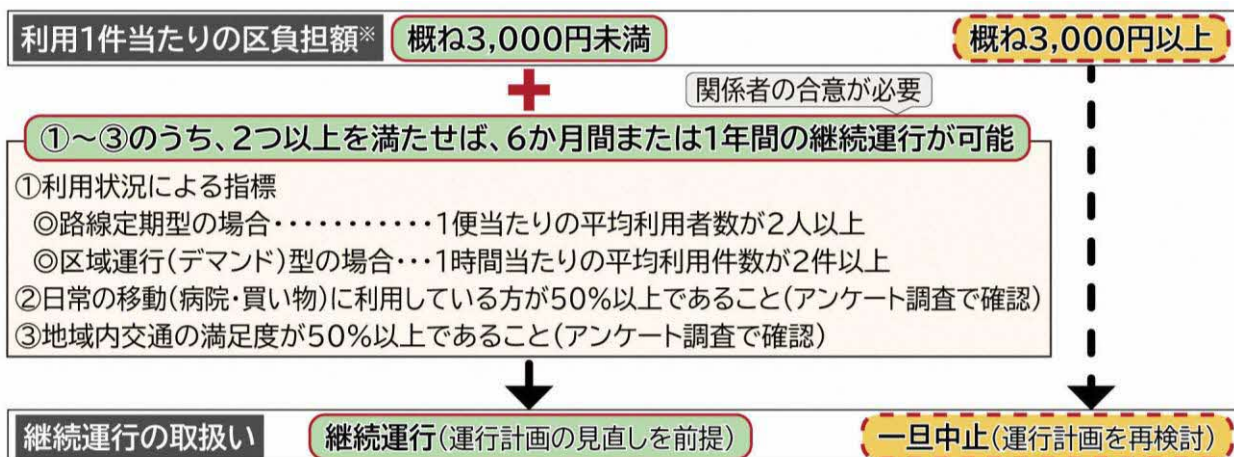 利用1件当たりの区負担額※ 概ね3,000円未満 概ね3,000円以上
関係者の合意が必要
①~③のうち、2つ以上を満たせば、6か月間または1年間の継続運行が可能
①利用状況による指標
◎路線定期型の場合・・・・・・・・・・・1便当たりの平均利用者数が2人以上
◎区域運行(デマンド)型の場合・・・1時間当たりの平均利用件数が2件以上
②日常の移動(病院・買い物)に利用している方が50%以上であること(アンケート調査で確認)
③地域内交通の満足度が50%以上であること(アンケート調査で確認)
継続運行の取扱い 継続運行(運行計画の見直しを前提) 一旦中止(運行計画を再検討)